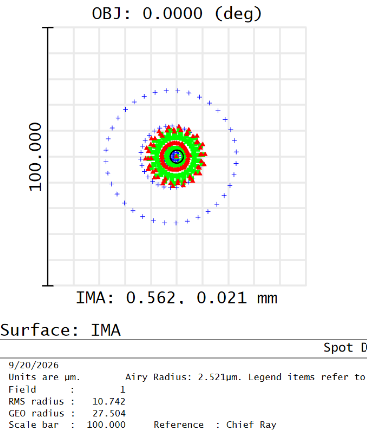 OBJ: 0.0000 (deg)
100.000
IMA: 0.562, 0.021 mm
Surface: IMA
Spot D
9/20/2026
Units are µm. Airy Radius: 2.521µm. Legend items refer to
Field : 1
RMS radius : 10.742
GEO radius : 27.504
Scale bar : 100.000 Reference : Chief Ray